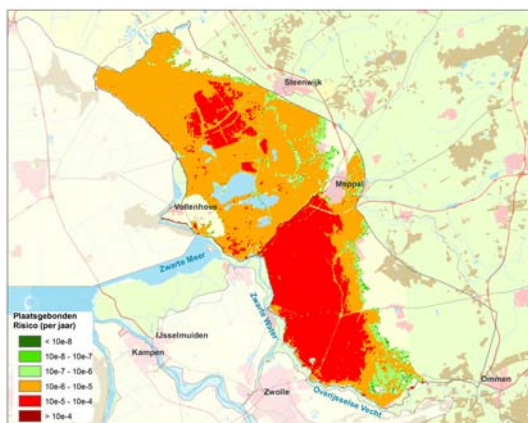 Steenwijk
Meppel
Vollenhove
Zwarte Meer
Zwarte Water
IJsselmuiden
Kampen
Zwolle
Overijsselse Vecht
Ommen
Plaatsgebonden
Risico (per jaar)
< 10e-8
10e-8 - 10e-7
10e-7 - 10e-6
10e-6 - 10e-5
10e-5 - 10e-4
> 10e-4